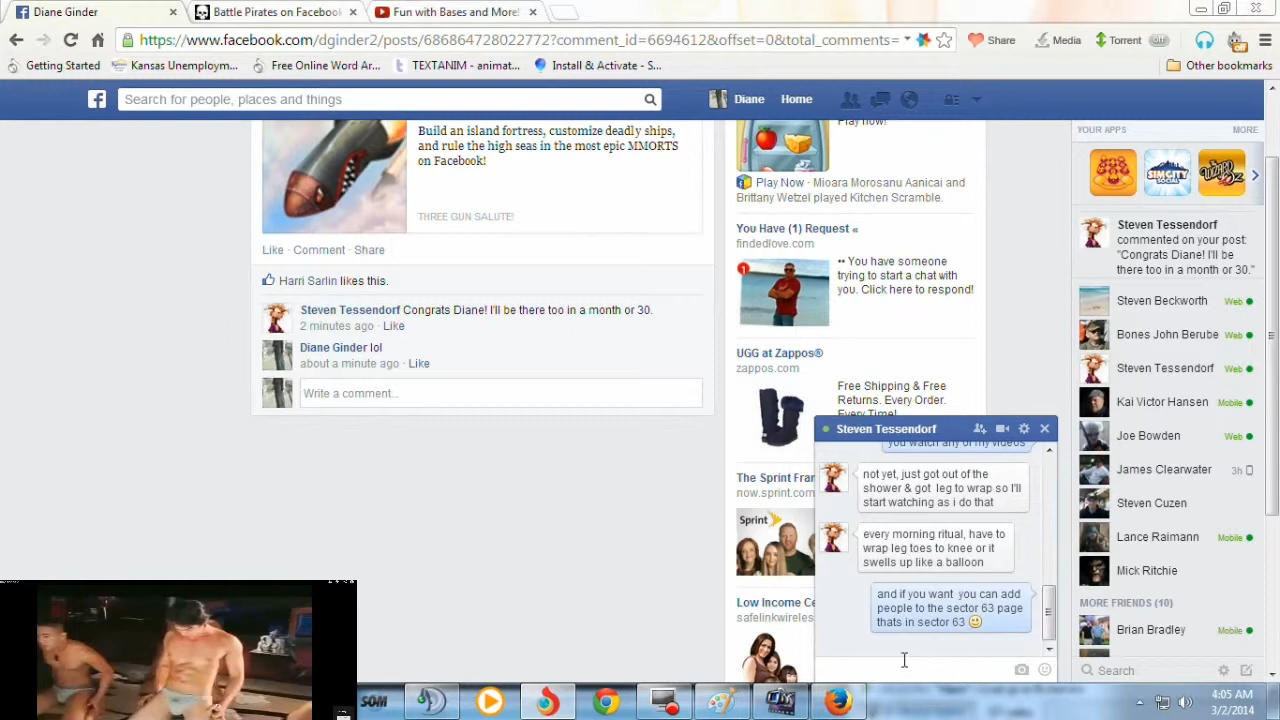 Diane Ginder
Battle Pirates on Facebook
Fun with Bases and More!
https://www.facebook.com/dginder2/posts/686864728022772?comment_id=6694612&offset=0&total_comments=
Share
Media
Torrent
Getting Started
Kansas Unemploym...
Free Online Word Ar...
TEXTANIM - animat...
Install & Activate - S...
Other bookmarks
Search for people, places and things
Diane
Home
Build an island fortress, customize deadly ships,
and rule the high seas in the most epic MMORTS
on Facebook!
THREE GUN SALUTE!
Like · Comment · Share
Harri Sarlin likes this.
Steven Tessendorf Congrats Diane! I'll be there too in a month or 30.
2 minutes ago · Like
Diane Ginder lol
about a minute ago · Like
Write a comment...
Play now!
Play Now · Mioara Morosanu Aanicai and
Brittany Wetzel played Kitchen Scramble.
You Have (1) Request «
findedlove.com
1
•• You have someone
trying to start a chat with
you. Click here to respond!
UGG at Zappos®
zappos.com
Free Shipping & Free
Returns. Every Order.
Every Time!
The Sprint Fra
now.sprint.com
Sprint
Low Income Ce
safelinkwireles
Steven Tessendorf
you watch any of my videos
not yet, just got out of the
shower & got leg to wrap so I'll
start watching as i do that
every morning ritual, have to
wrap leg toes to knee or it
swells up like a balloon
and if you want you can add
people to the sector 63 page
thats in sector 63
YOUR APPS
MORE
SIMCITY
SOCIAL
Steven Tessendorf
commented on your post:
"Congrats Diane! I'll be
there too in a month or 30."
Steven Beckworth Web
Bones John Berube Web
Steven Tessendorf Web
Kai Victor Hansen Mobile
Joe Bowden Web
James Clearwater 3h
Steven Cuzen
Lance Raimann Mobile
Mick Ritchie
MORE FRIENDS (10)
Brian Bradley Mobile
Search
SOM
4:05 AM
3/2/2014